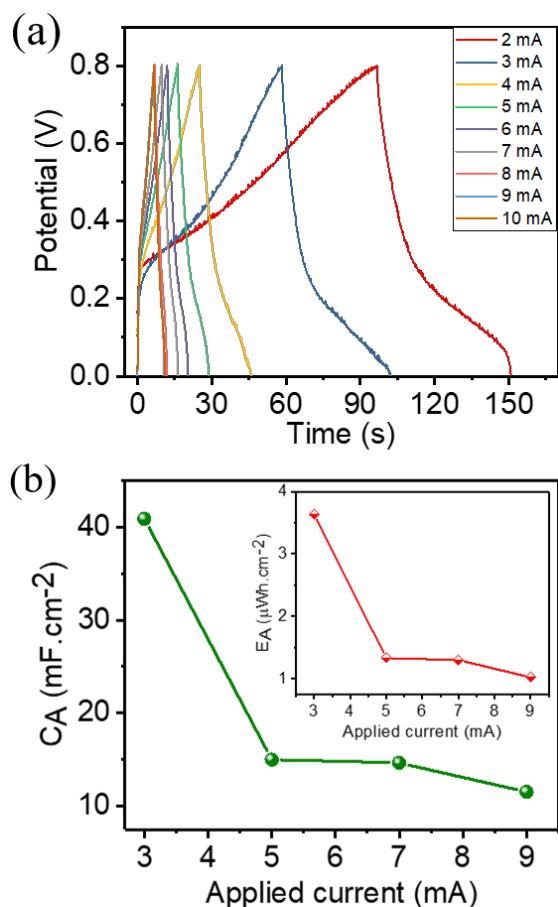 (a)
Potential (V)
0.8
0.6
0.4
0.2
0.0
0 30 60 90 120 150
Time (s)
2 mA
3 mA
4 mA
5 mA
6 mA
7 mA
8 mA
9 mA
10 mA
(b)
C_A (mF.cm⁻²)
40
30
20
10
3 4 5 6 7 8 9
Applied current (mA)
E_A (μWh.cm⁻²)
4
3
2
1
3 4 5 6 7 8 9
Applied current (mA)